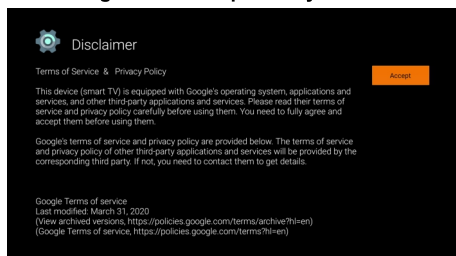 Disclaimer
Terms of Service & Privacy Policy
Accept
This device (smart TV) is equipped with Google's operating system, applications and
services, and other third-party applications and services. Please read their terms of
service and privacy policy carefully before using them. You need to fully agree and
accept them before using them.
Google's terms of service and privacy policy are provided below. The terms of service
and privacy policy of other third-party applications and services will be provided by the
corresponding third party. If not, you need to contact them to get details.
Google Terms of service
Last modified: March 31, 2020
(View archived versions, https://policies.google.com/terms/archive?hl=en)
(Google Terms of service, https://policies.google.com/terms?hl=en)